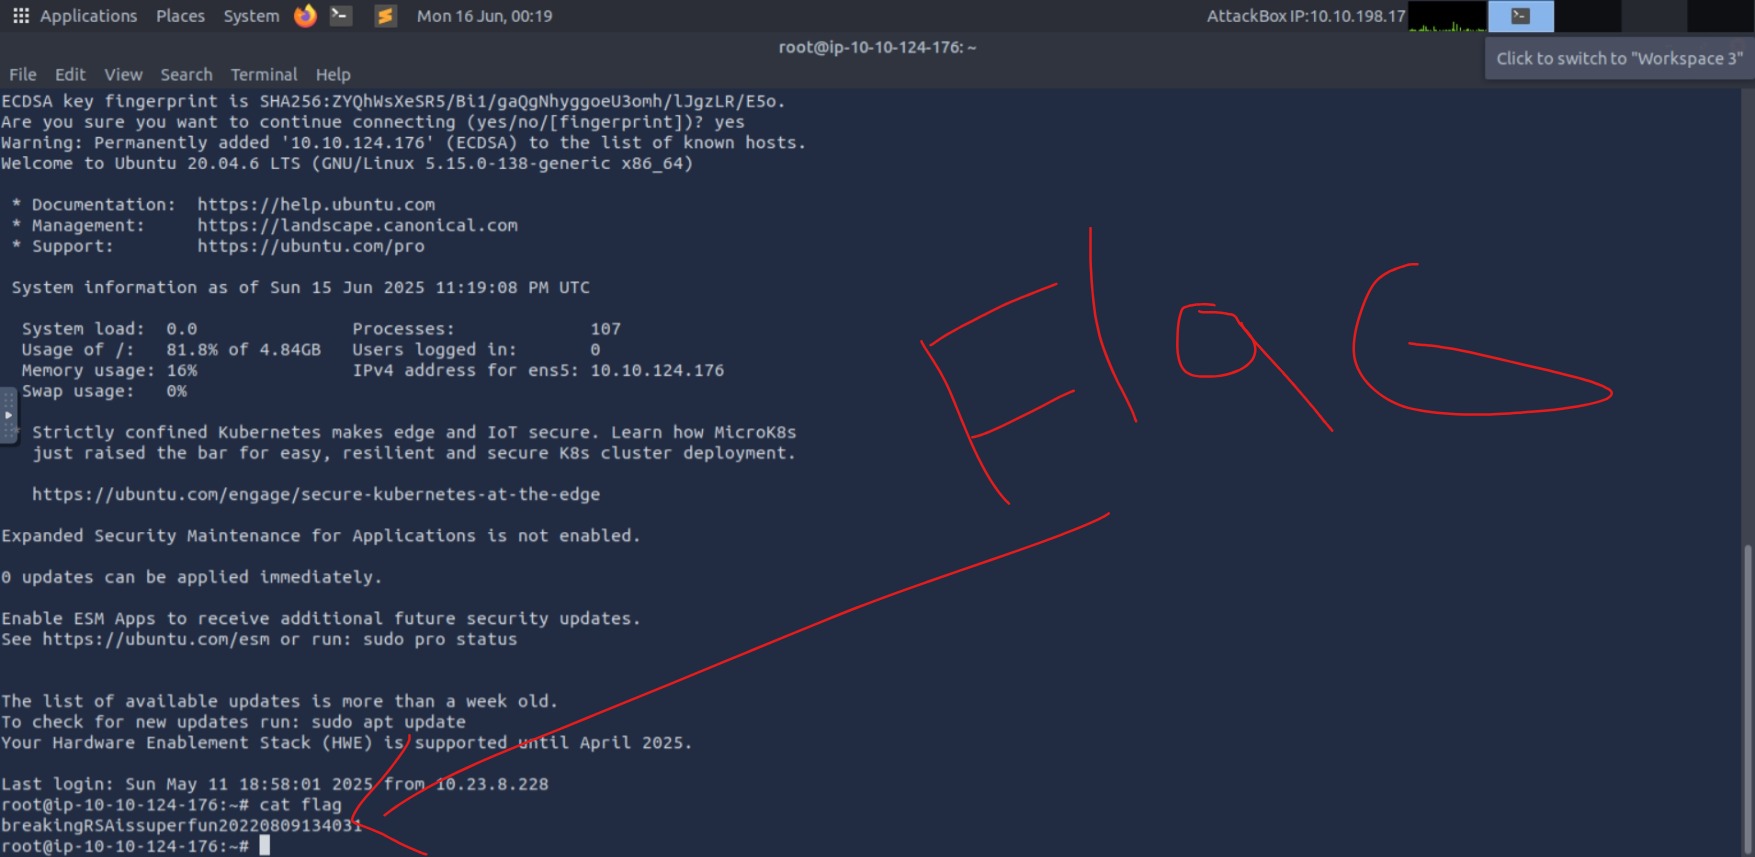 Applications Places System Mon 16 Jun, 00:19 AttackBox IP:10.10.198.17
root@ip-10-10-124-176: ~
Click to switch to "Workspace 3"
File Edit View Search Terminal Help
ECDSA key fingerprint is SHA256:ZYQhWsXeSR5/Bi1/gaQgNhyggoeU3omh/lJgzLR/E5o.
Are you sure you want to continue connecting (yes/no/[fingerprint])? yes
Warning: Permanently added '10.10.124.176' (ECDSA) to the list of known hosts.
Welcome to Ubuntu 20.04.6 LTS (GNU/Linux 5.15.0-138-generic x86_64)
* Documentation: https://help.ubuntu.com
* Management: https://landscape.canonical.com
* Support: https://ubuntu.com/pro
System information as of Sun 15 Jun 2025 11:19:08 PM UTC
System load: 0.0 Processes: 107
Usage of /: 81.8% of 4.84GB Users logged in: 0
Memory usage: 16% IPv4 address for ens5: 10.10.124.176
Swap usage: 0%
* Strictly confined Kubernetes makes edge and IoT secure. Learn how MicroK8s
just raised the bar for easy, resilient and secure K8s cluster deployment.
https://ubuntu.com/engage/secure-kubernetes-at-the-edge
Expanded Security Maintenance for Applications is not enabled.
0 updates can be applied immediately.
Enable ESM Apps to receive additional future security updates.
See https://ubuntu.com/esm or run: sudo pro status
The list of available updates is more than a week old.
To check for new updates run: sudo apt update
Your Hardware Enablement Stack (HWE) is supported until April 2025.
Last login: Sun May 11 18:58:01 2025 from 10.23.8.228
root@ip-10-10-124-176:~# cat flag
breakingRSAissuperfun20220809134031
root@ip-10-10-124-176:~#
FlaG